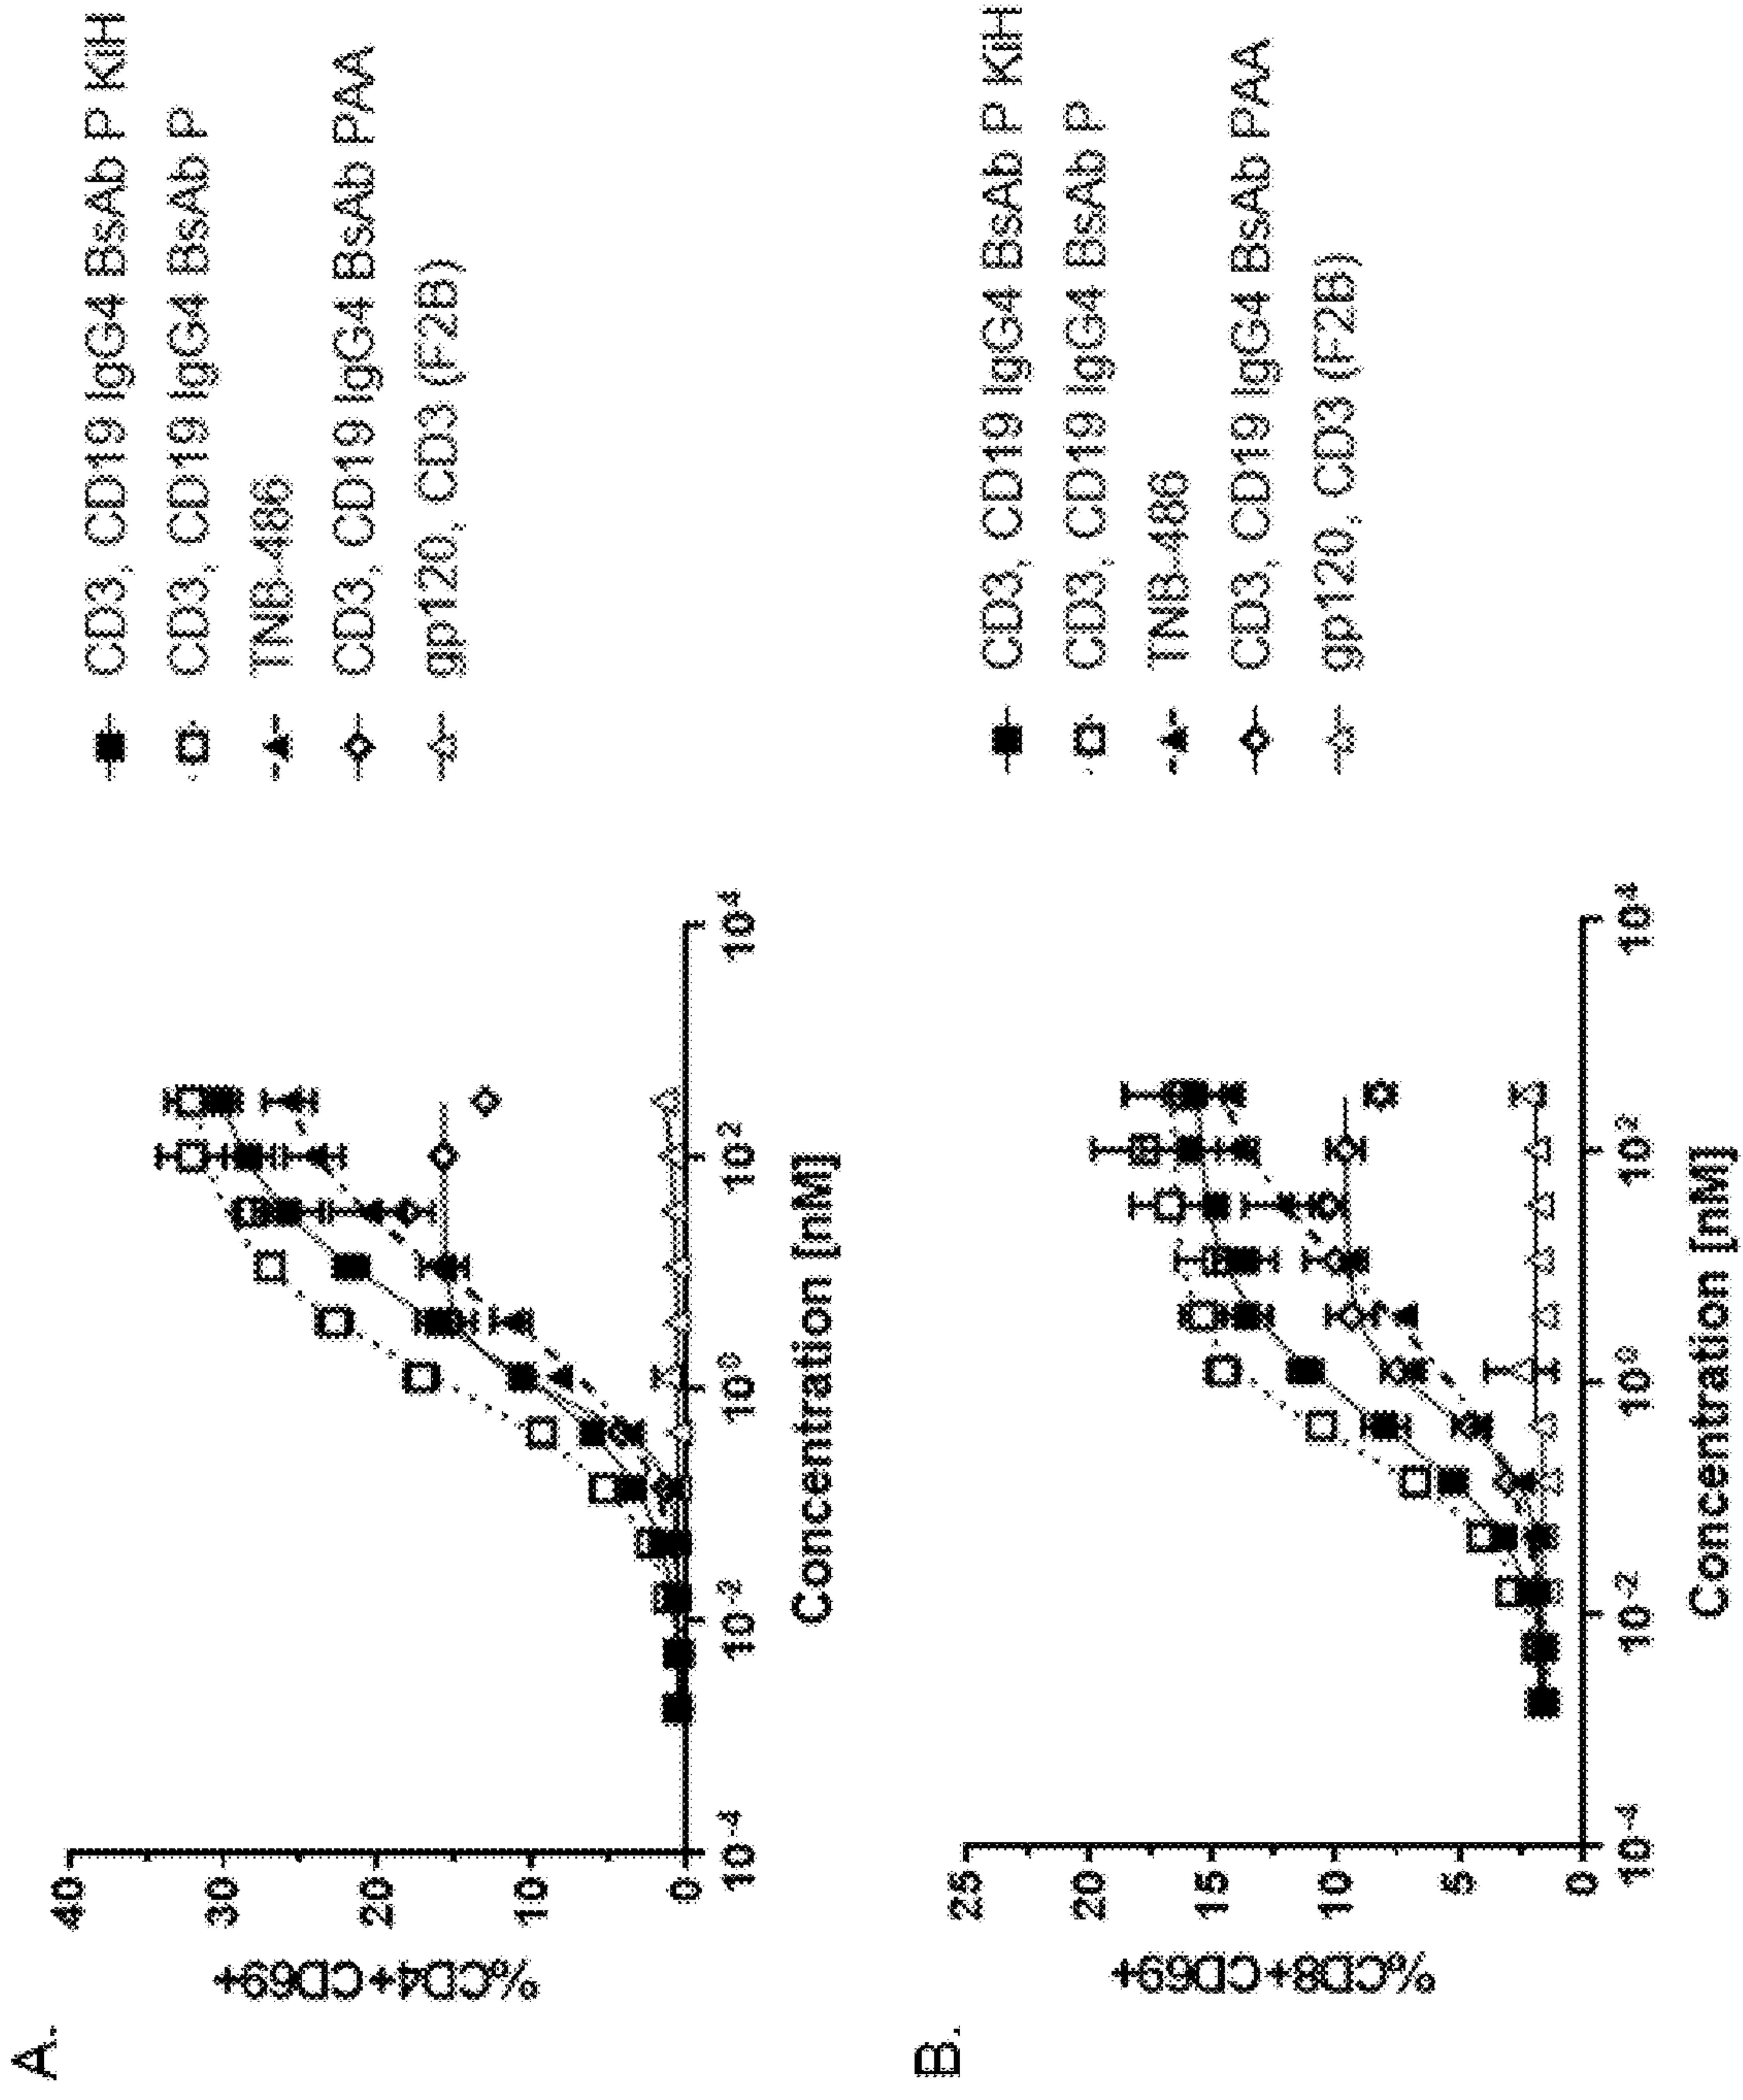 A.
%CD4+CD69+
40
30
20
10
0
10-4
10-2
100
102
104
Concentration [nM]
CD3, CD19 IgG4 BsAb P KiH
CD3, CD19 IgG4 BsAb P
TNB-486
CD3, CD19 IgG4 BsAb PAA
gp120, CD3 (F2B)
B.
%CD8+CD69+
25
20
15
10
5
0
10-4
10-2
100
102
104
Concentration [nM]
CD3, CD19 IgG4 BsAb P KiH
CD3, CD19 IgG4 BsAb P
TNB-486
CD3, CD19 IgG4 BsAb PAA
gp120, CD3 (F2B)